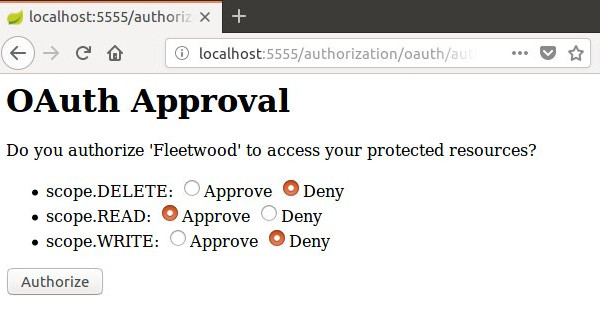 localhost:5555/authoriz
localhost:5555/authorization/oauth/aut
OAuth Approval
Do you authorize 'Fleetwood' to access your protected resources?
• scope.DELETE: Approve Deny
• scope.READ: Approve Deny
• scope.WRITE: Approve Deny
Authorize